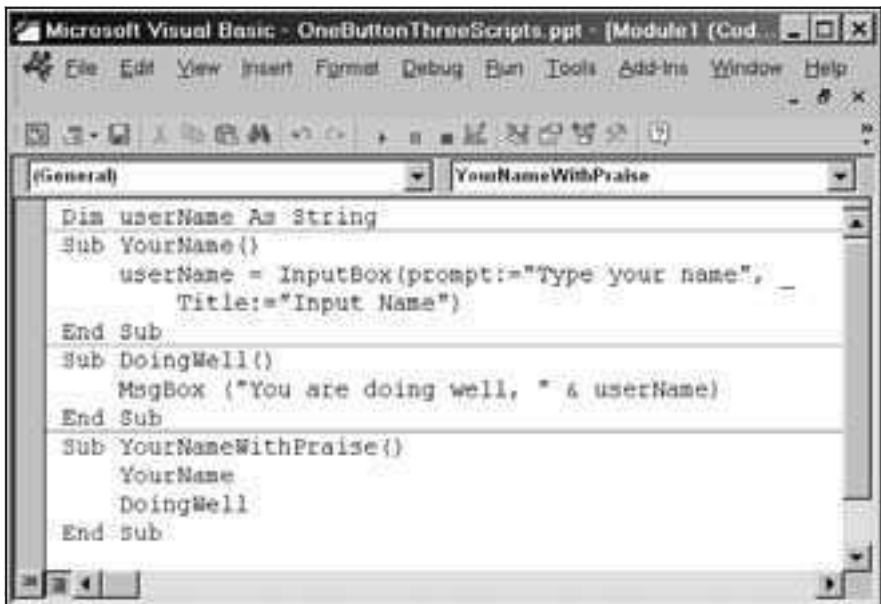 Microsoft Visual Basic - OneButtonThreeScripts.ppt - [Module1 (Cod...
File Edit View Insert Format Debug Run Tools Add-Ins Window Help
(General) YourNameWithPraise
Dim userName As String
Sub YourName()
userName = InputBox(prompt:="Type your name", _
Title:="Input Name")
End Sub
Sub DoingWell()
MsgBox ("You are doing well, " & userName)
End Sub
Sub YourNameWithPraise()
YourName
DoingWell
End Sub